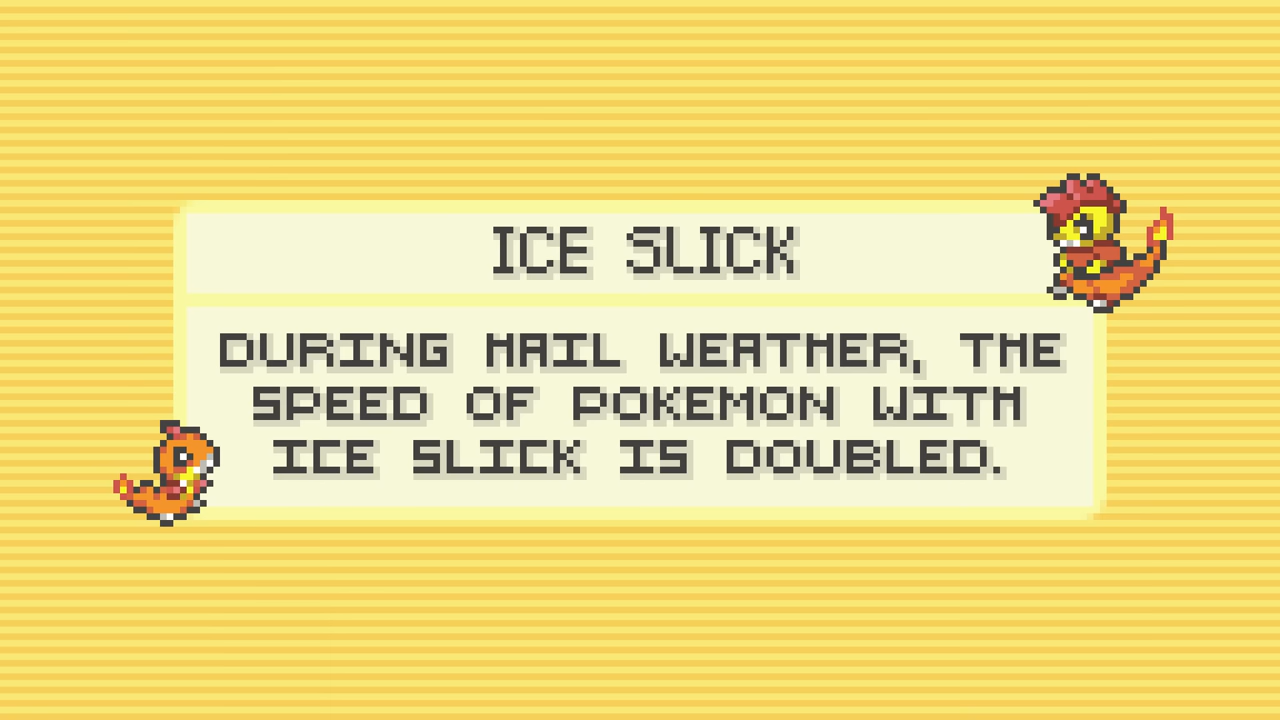 ICE SLICK
DURING HAIL WEATHER, THE
SPEED OF POKEMON WITH
ICE SLICK IS DOUBLED.